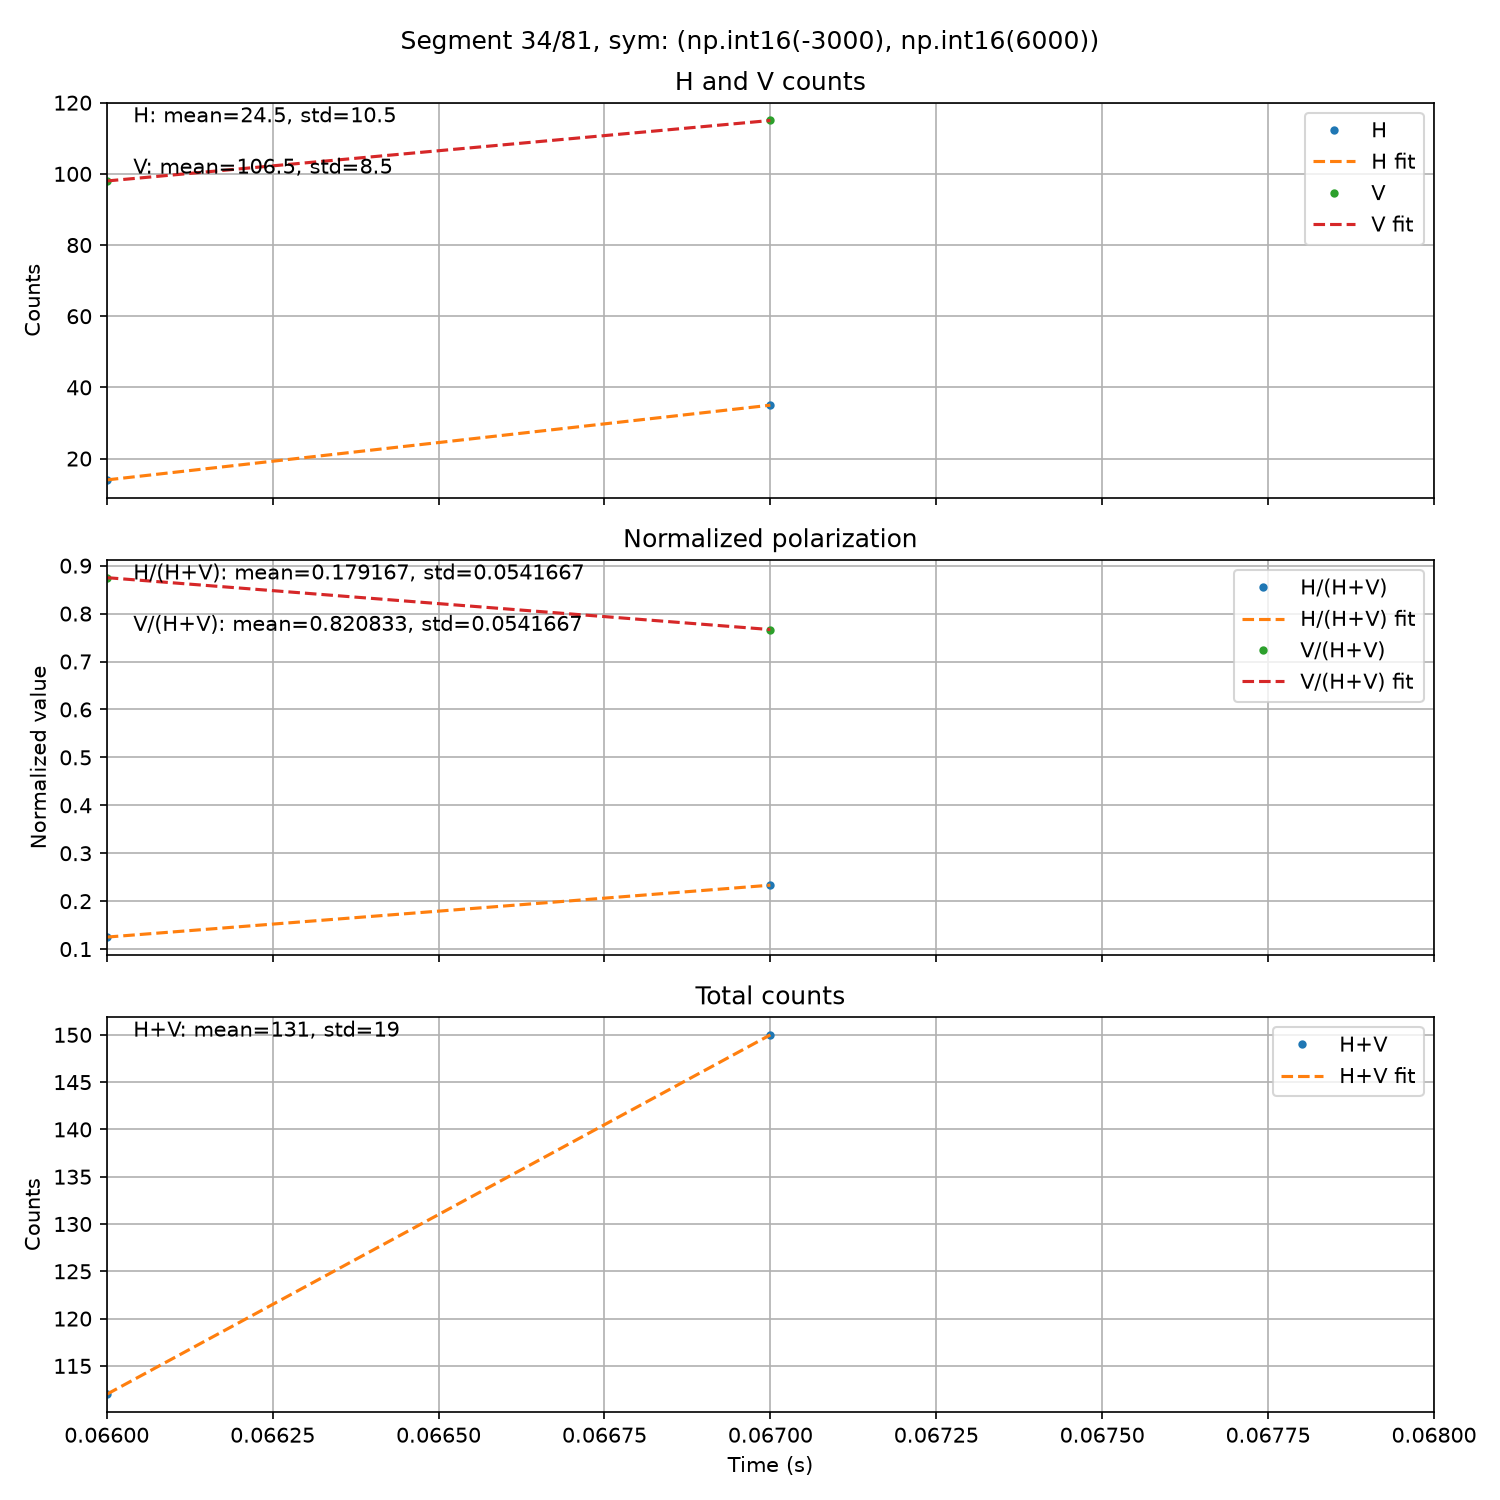 Segment 34/81, sym: (np.int16(-3000), np.int16(6000))
H and V counts
120
100
80
60
40
20
Counts
H: mean=24.5, std=10.5
V: mean=106.5, std=8.5
H
H fit
V
V fit
Normalized polarization
0.9
0.8
0.7
0.6
0.5
0.4
0.3
0.2
0.1
Normalized value
H/(H+V): mean=0.179167, std=0.0541667
V/(H+V): mean=0.820833, std=0.0541667
H/(H+V)
H/(H+V) fit
V/(H+V)
V/(H+V) fit
Total counts
150
145
140
135
130
125
120
115
Counts
H+V: mean=131, std=19
H+V
H+V fit
0.06600 0.06625 0.06650 0.06675 0.06700 0.06725 0.06750 0.06775 0.06800
Time (s)